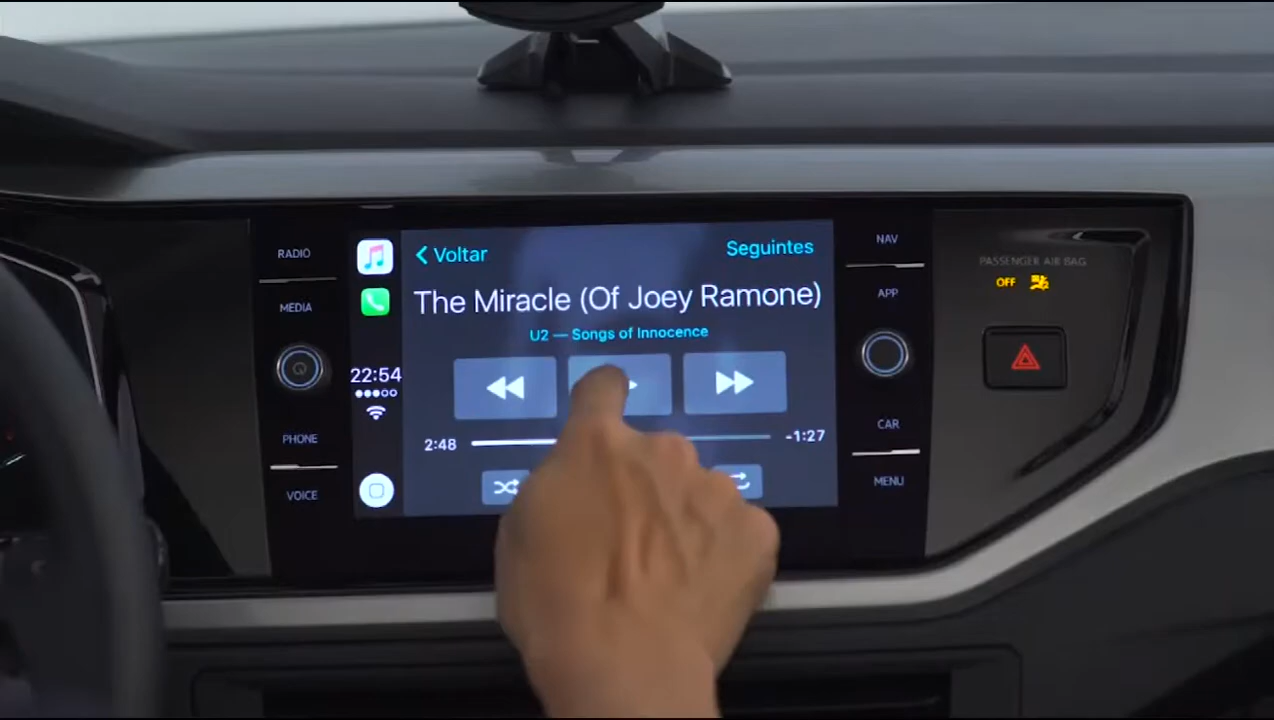 RADIO
MEDIA
PHONE
VOICE
22:54
Voltar
Seguintes
The Miracle (Of Joey Ramone)
U2 — Songs of Innocence
2:48
-1:27
NAV
APP
CAR
MENU
PASSENGER AIR BAG
OFF